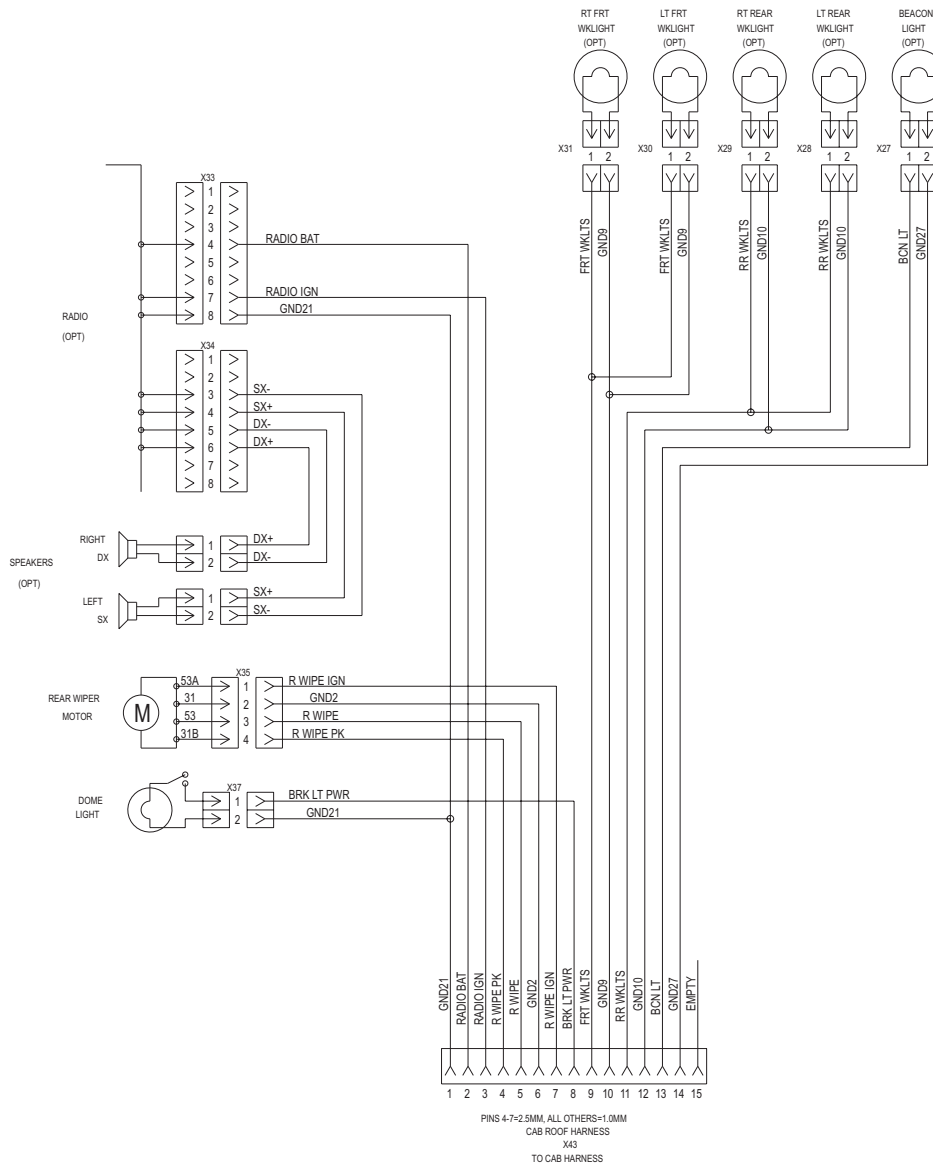 RT FRT
WKLIGHT
(OPT)
LT FRT
WKLIGHT
(OPT)
RT REAR
WKLIGHT
(OPT)
LT REAR
WKLIGHT
(OPT)
BEACON
LIGHT
(OPT)
X31
1 2
X30
1 2
X29
1 2
X28
1 2
X27
1 2
FRT WKLTS
GND9
FRT WKLTS
GND9
RR WKLTS
GND10
RR WKLTS
GND10
BCN LT
GND27
RADIO
(OPT)
X33
1
2
3
4
5
6
7
8
RADIO BAT
RADIO IGN
GND21
X34
1
2
3
4
5
6
7
8
SX-
SX+
DX-
DX+
SPEAKERS
(OPT)
RIGHT
DX
1
2
DX+
DX-
LEFT
SX
1
2
SX+
SX-
REAR WIPER
MOTOR
M
53A
31
53
31B
X35
1
2
3
4
R WIPE IGN
GND2
R WIPE
R WIPE PK
DOME
LIGHT
X37
1
2
BRK LT PWR
GND21
GND21
RADIO BAT
RADIO IGN
R WIPE PK
R WIPE
GND2
R WIPE IGN
BRK LT PWR
FRT WKLTS
GND9
RR WKLTS
GND10
BCN LT
GND27
EMPTY
1 2 3 4 5 6 7 8 9 10 11 12 13 14 15
PINS 4-7=2.5MM, ALL OTHERS=1.0MM
CAB ROOF HARNESS
X43
TO CAB HARNESS